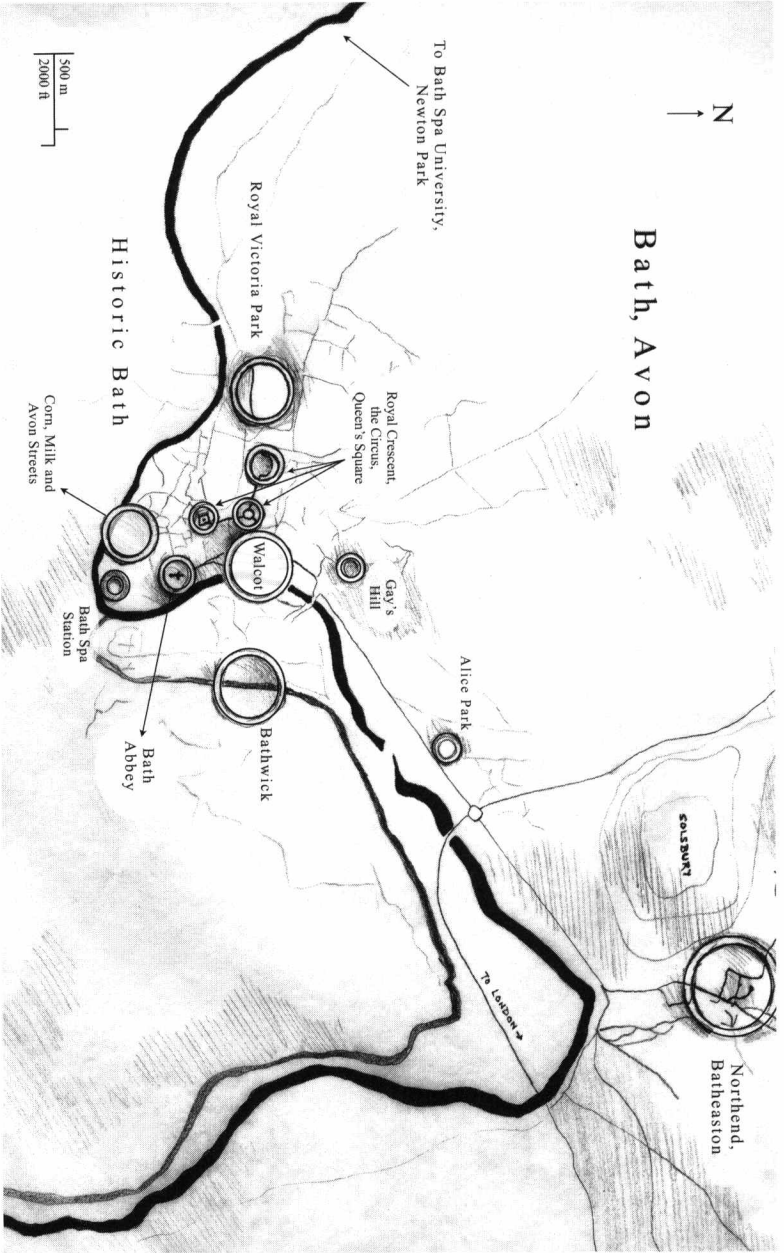 Bath, Avon
N
To Bath Spa University,
Newton Park
Royal Victoria Park
Historic Bath
500 m
2000 ft
Royal Crescent,
the Circus,
Queen's Square
Corn, Milk and
Avon Streets
Walcot
Gay's
Hill
Alice Park
SOLSBURY
Northend,
Batheaston
TO LONDON
Bathwick
Bath
Abbey
Bath Spa
Station